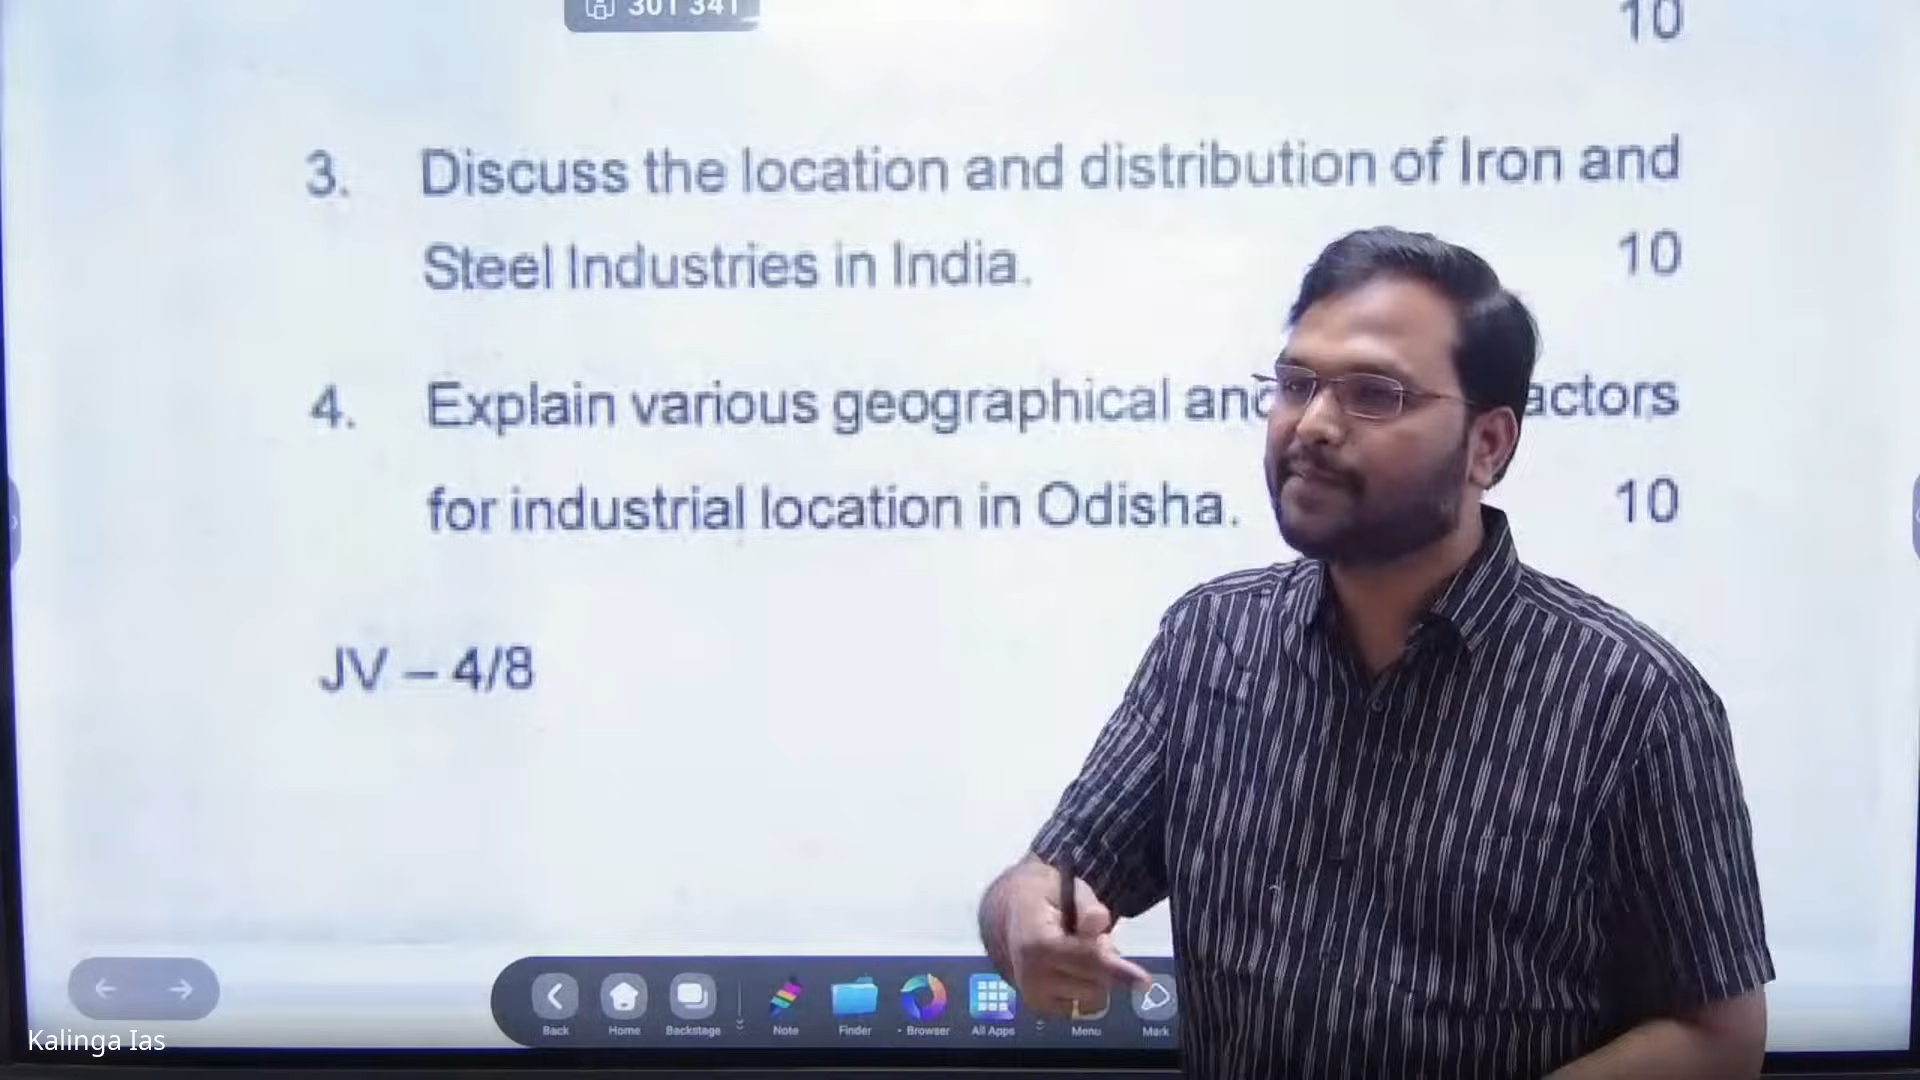 301 341
10
3. Discuss the location and distribution of Iron and
Steel Industries in India. 10
4. Explain various geographical and actors
for industrial location in Odisha. 10
JV – 4/8
Back Home Backstage Note Finder Browser All Apps Menu Mark
Kalinga Ias